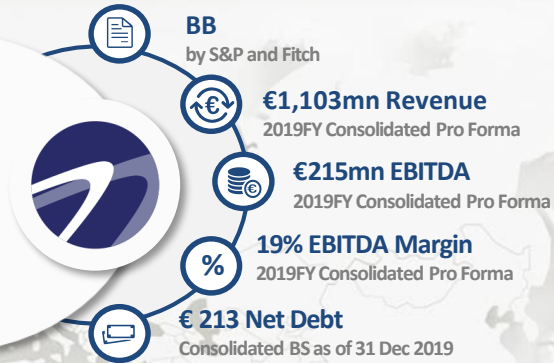 BB
by S&P and Fitch
€
€1,103mn Revenue
2019FY Consolidated Pro Forma
€
€215mn EBITDA
2019FY Consolidated Pro Forma
%
19% EBITDA Margin
2019FY Consolidated Pro Forma
€ 213 Net Debt
Consolidated BS as of 31 Dec 2019